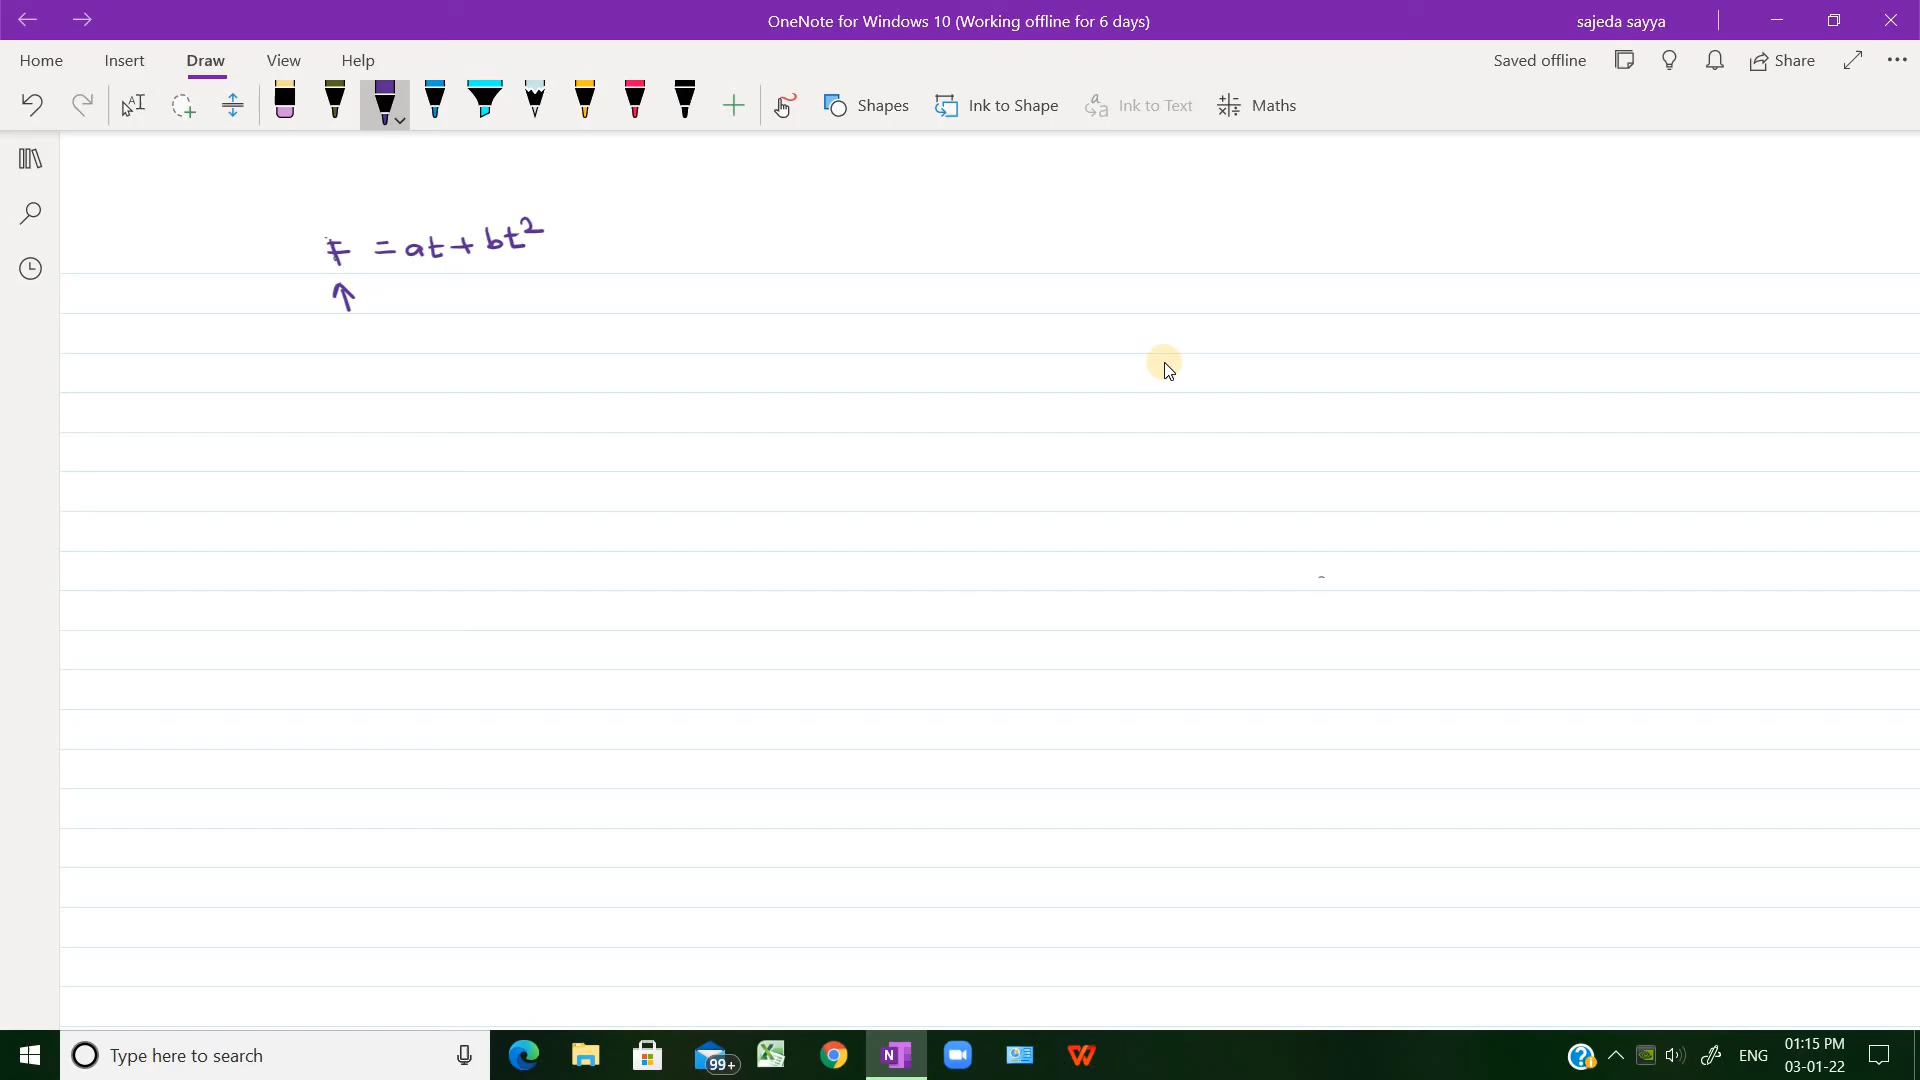 OneNote for Windows 10 (Working offline for 6 days)
sajeda sayya
Home Insert Draw View Help
Saved offline
Share
Shapes
Ink to Shape
Ink to Text
Maths
F = at + bt²
Type here to search
99+
ENG
01:15 PM
03-01-22